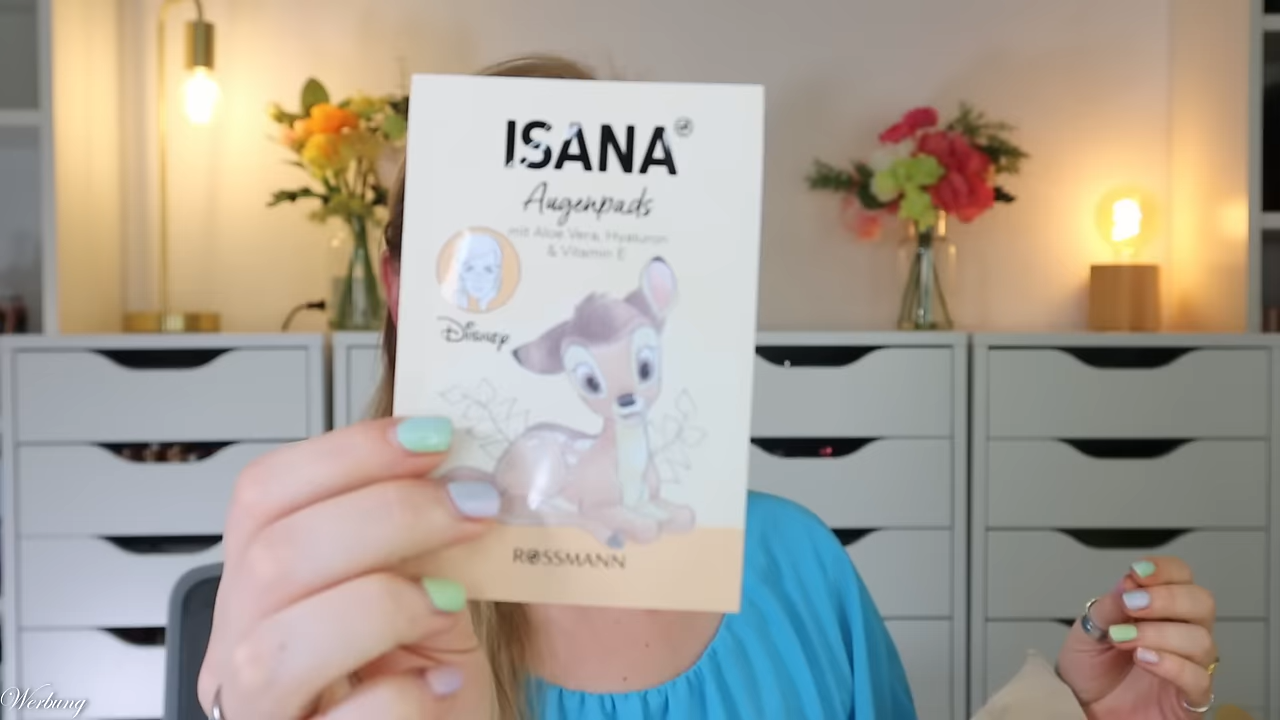 ISANA
Augenpads
mit Aloe Vera, Hyaluron
& Vitamin E
Disney
ROSSMANN
Werbung